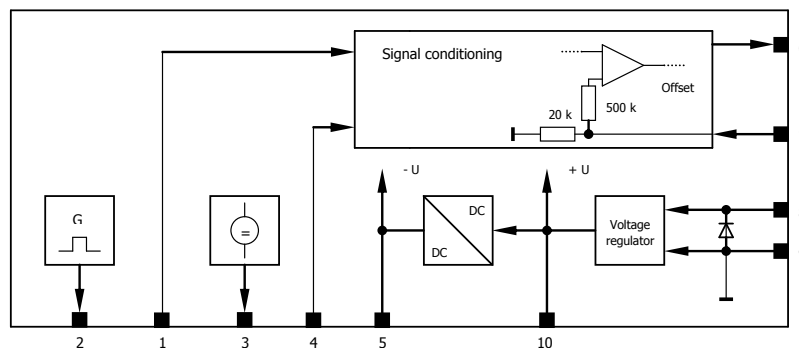 Signal conditioning
Offset
20 k
500 k
- U
+ U
G
=
DC
DC
Voltage
regulator
2
1
3
4
5
10